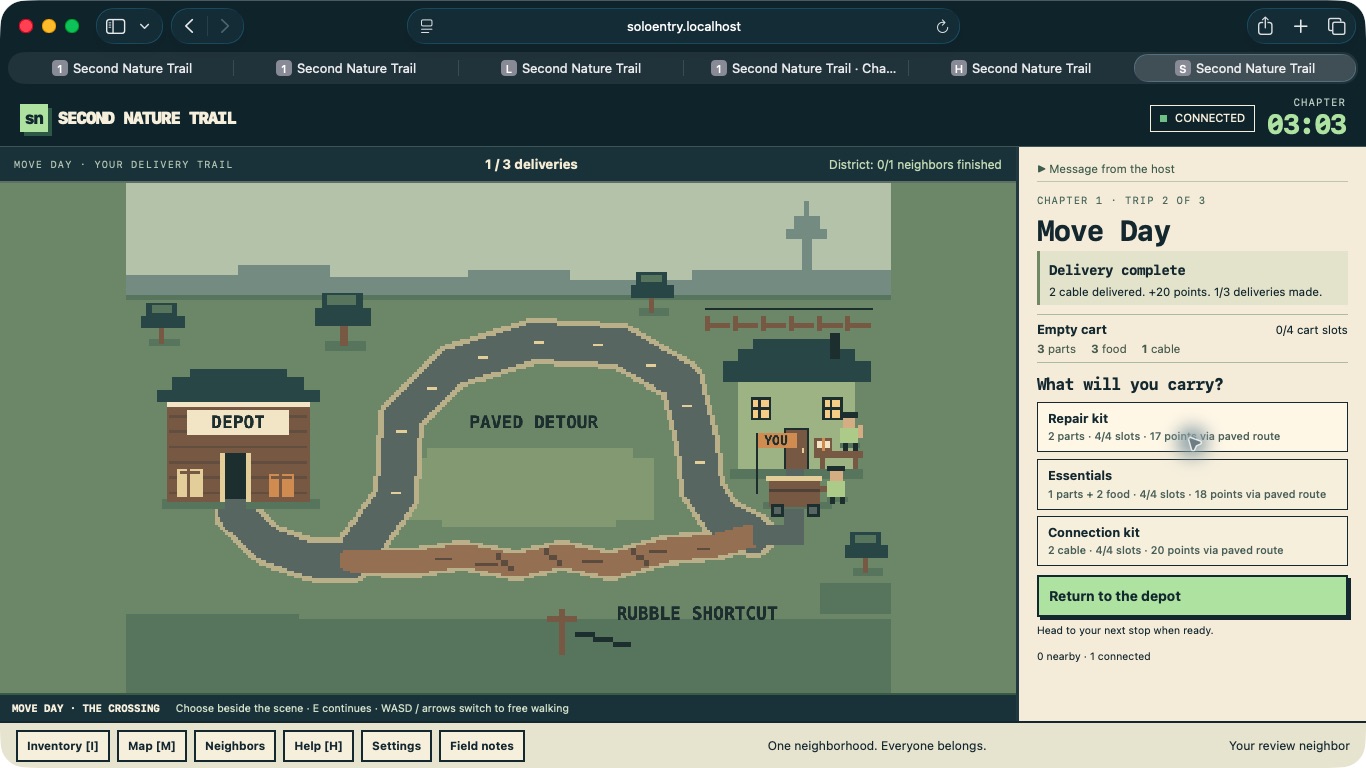 soloentry.localhost
1 Second Nature Trail
1 Second Nature Trail
L Second Nature Trail
1 Second Nature Trail · Cha...
H Second Nature Trail
S Second Nature Trail
sn SECOND NATURE TRAIL
CONNECTED
CHAPTER
03:03
MOVE DAY · YOUR DELIVERY TRAIL
1 / 3 deliveries
District: 0/1 neighbors finished
DEPOT
PAVED DETOUR
YOU
RUBBLE SHORTCUT
MOVE DAY · THE CROSSING
Choose beside the scene · E continues · WASD / arrows switch to free walking
Message from the host
CHAPTER 1 · TRIP 2 OF 3
Move Day
Delivery complete
2 cable delivered. +20 points. 1/3 deliveries made.
Empty cart
0/4 cart slots
3 parts 3 food 1 cable
What will you carry?
Repair kit
2 parts · 4/4 slots · 17 points via paved route
Essentials
1 parts + 2 food · 4/4 slots · 18 points via paved route
Connection kit
2 cable · 4/4 slots · 20 points via paved route
Return to the depot
Head to your next stop when ready.
0 nearby · 1 connected
Inventory [I]
Map [M]
Neighbors
Help [H]
Settings
Field notes
One neighborhood. Everyone belongs.
Your review neighbor